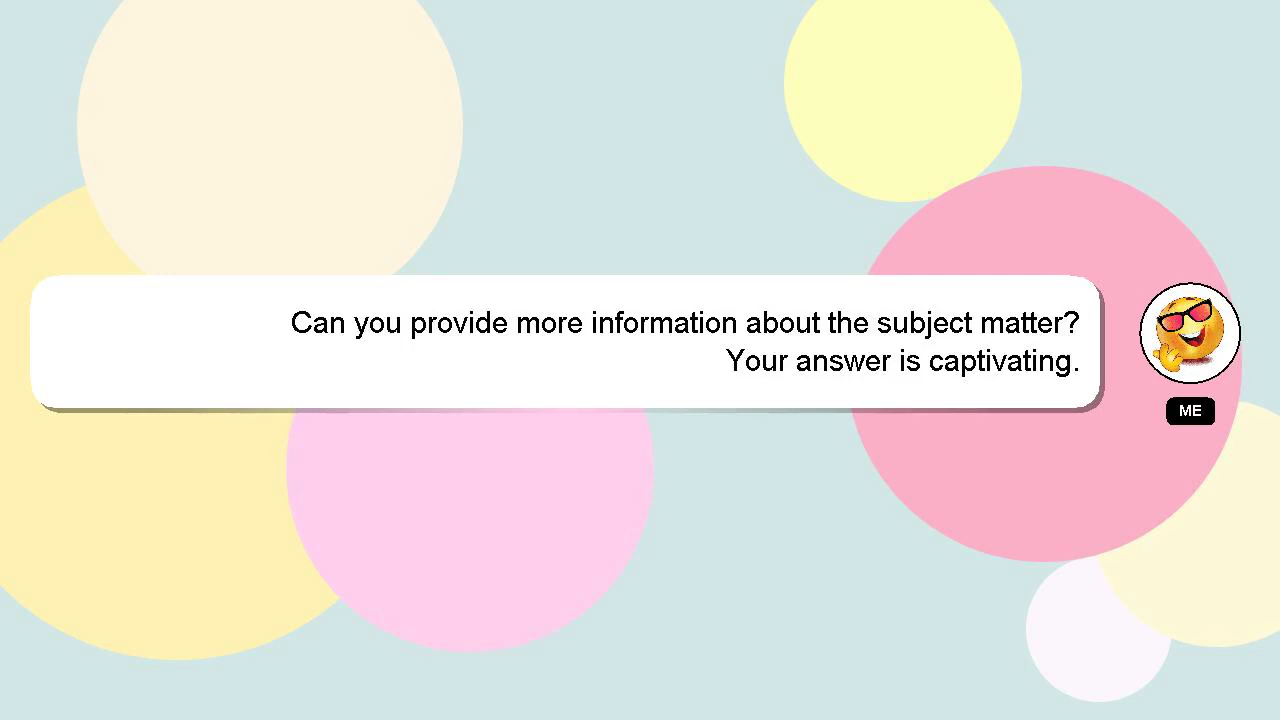 Can you provide more information about the subject matter?
Your answer is captivating.
ME